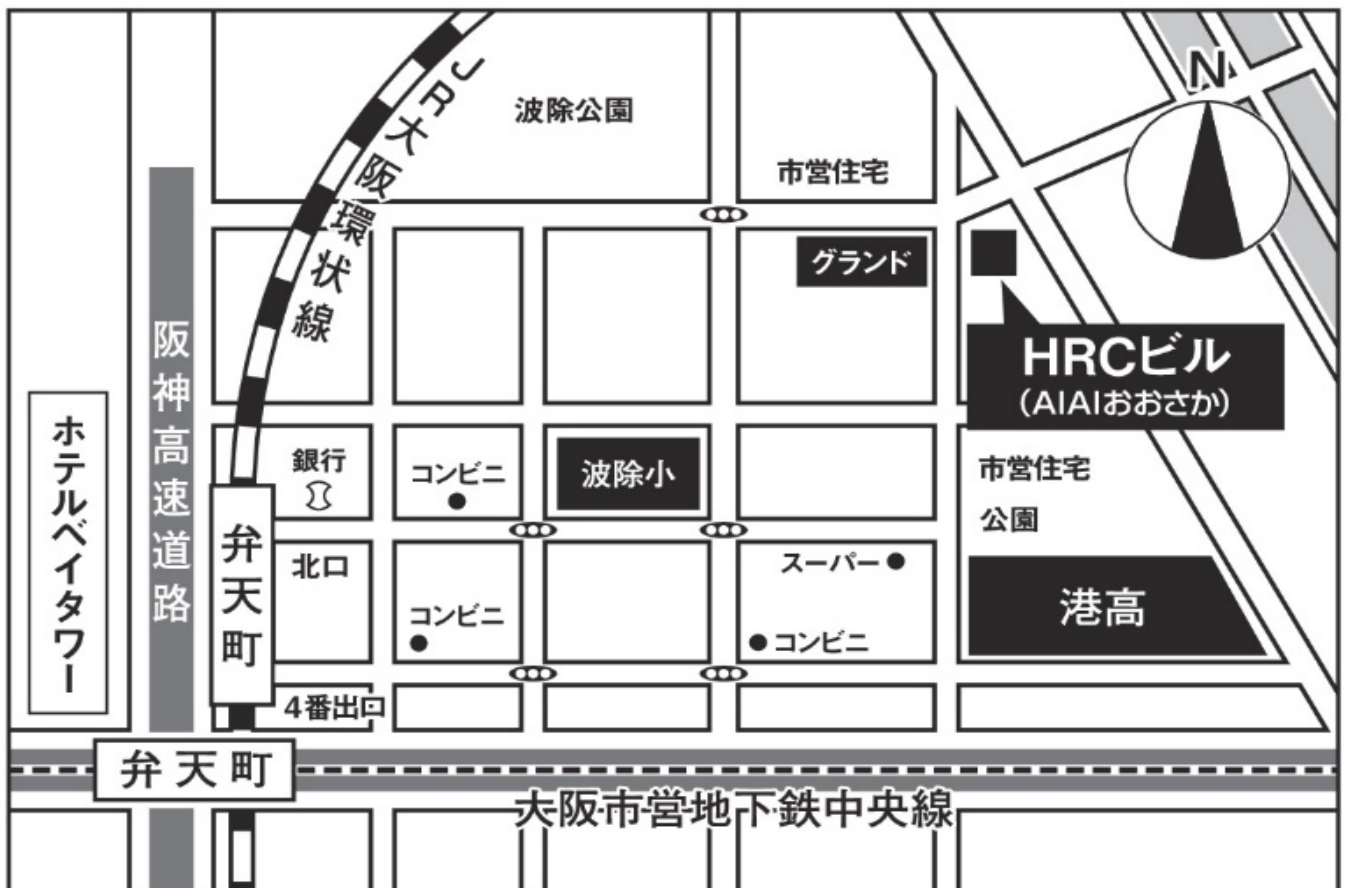 N
JR大阪環状線
波除公園
市営住宅
グランド
HRCビル
(AIAIおおさか)
阪神高速道路
ホテルベイタワー
銀行
コンビニ
波除小
市営住宅
公園
弁天町
北口
スーパー
コンビニ
コンビニ
港高
4番出口
弁天町
大阪市営地下鉄中央線